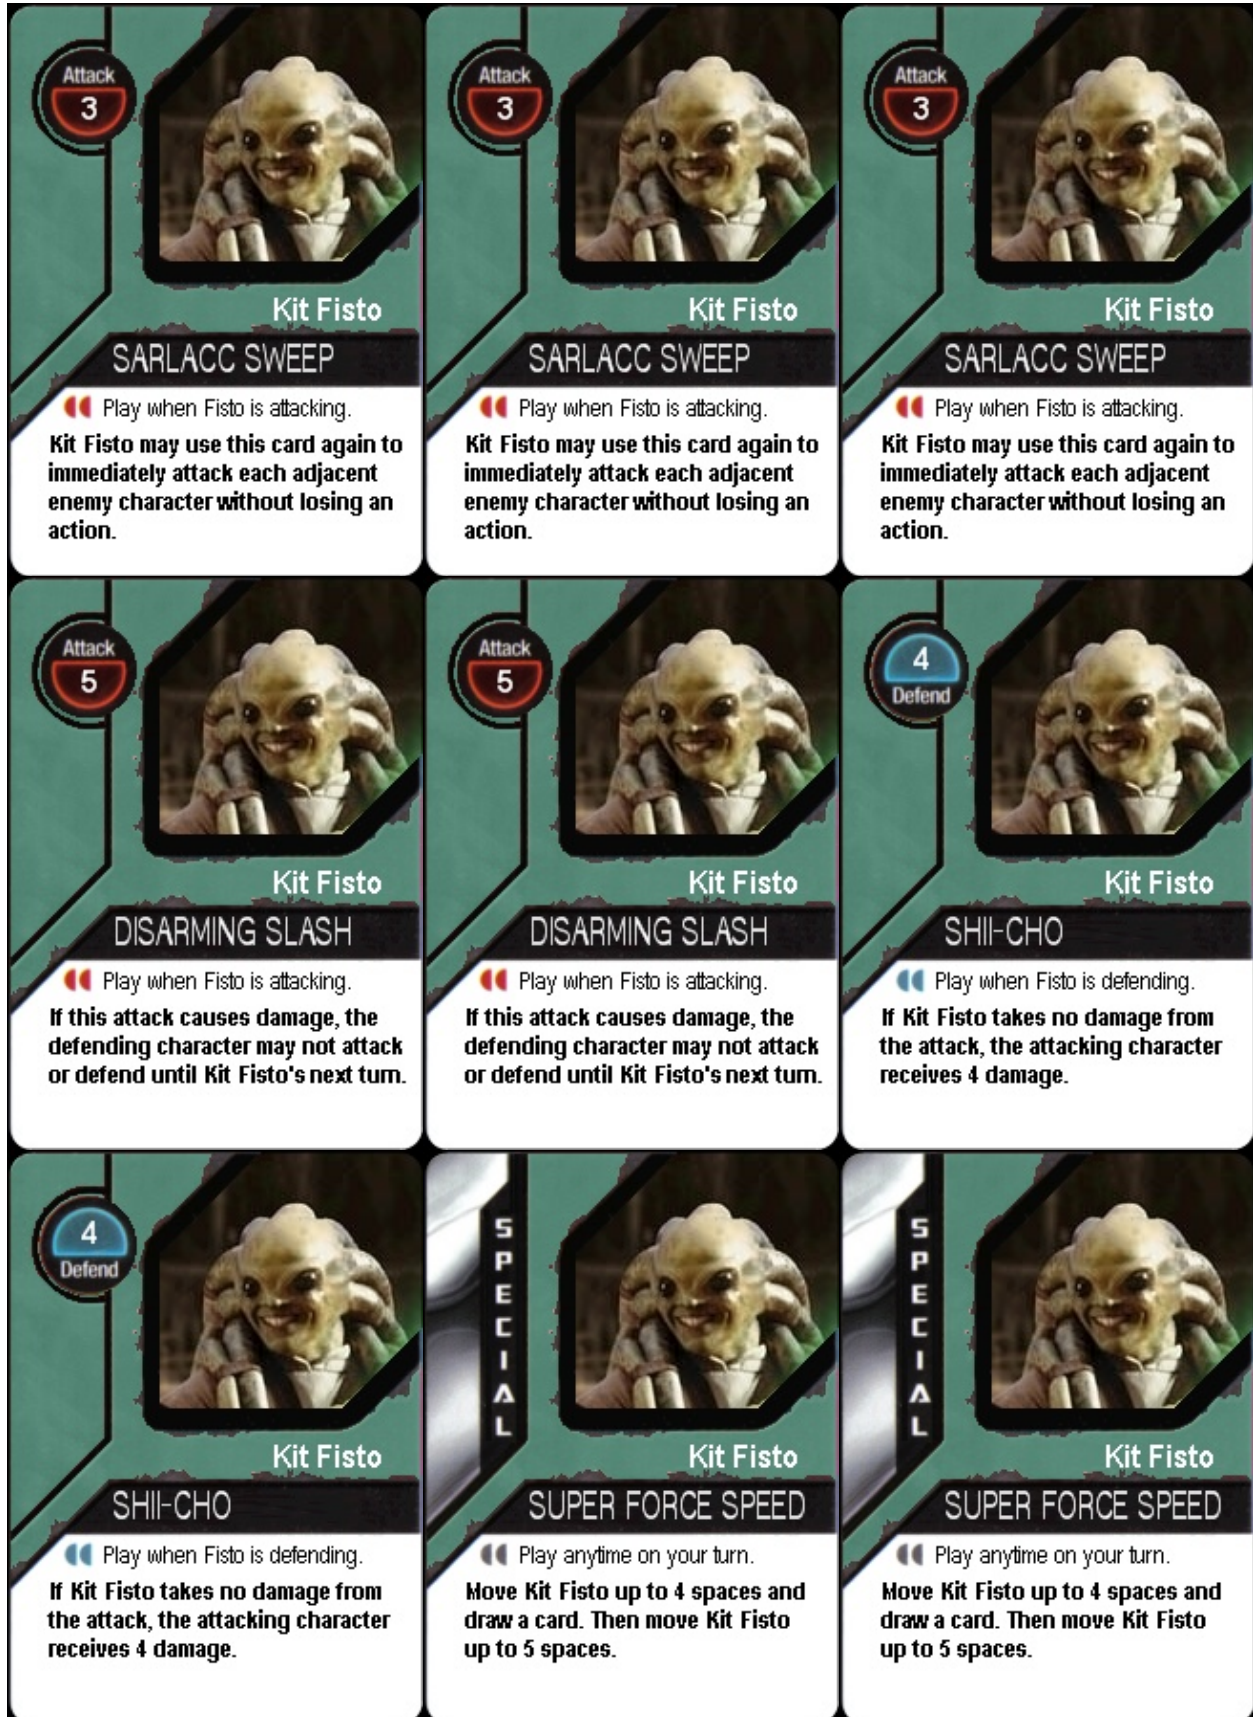 Attack
3
Kit Fisto
SARLACC SWEEP
Play when Fisto is attacking.
Kit Fisto may use this card again to
immediately attack each adjacent
enemy character without losing an
action.
Attack
3
Kit Fisto
SARLACC SWEEP
Play when Fisto is attacking.
Kit Fisto may use this card again to
immediately attack each adjacent
enemy character without losing an
action.
Attack
3
Kit Fisto
SARLACC SWEEP
Play when Fisto is attacking.
Kit Fisto may use this card again to
immediately attack each adjacent
enemy character without losing an
action.
Attack
5
Kit Fisto
DISARMING SLASH
Play when Fisto is attacking.
If this attack causes damage, the
defending character may not attack
or defend until Kit Fisto's next turn.
Attack
5
Kit Fisto
DISARMING SLASH
Play when Fisto is attacking.
If this attack causes damage, the
defending character may not attack
or defend until Kit Fisto's next turn.
4
Defend
Kit Fisto
SHII-CHO
Play when Fisto is defending.
If Kit Fisto takes no damage from
the attack, the attacking character
receives 4 damage.
4
Defend
Kit Fisto
SHII-CHO
Play when Fisto is defending.
If Kit Fisto takes no damage from
the attack, the attacking character
receives 4 damage.
SPECIAL
Kit Fisto
SUPER FORCE SPEED
Play anytime on your turn.
Move Kit Fisto up to 4 spaces and
draw a card. Then move Kit Fisto
up to 5 spaces.
SPECIAL
Kit Fisto
SUPER FORCE SPEED
Play anytime on your turn.
Move Kit Fisto up to 4 spaces and
draw a card. Then move Kit Fisto
up to 5 spaces.